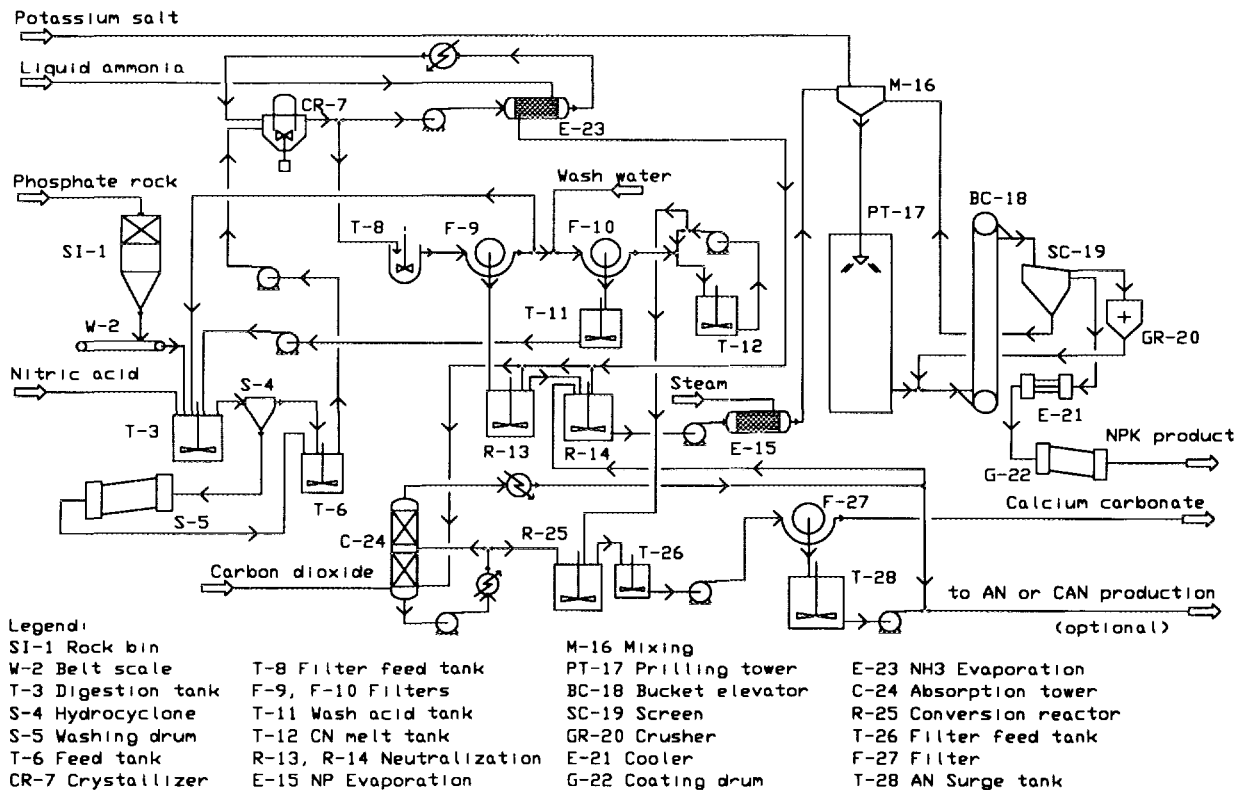 Potassium salt
Liquid ammonia
CR-7
E-23
M-16
Phosphate rock
Wash water
T-8
F-9
F-10
PT-17
BC-18
SI-1
SC-19
T-11
T-12
W-2
GR-20
Nitric acid
S-4
Steam
E-21
T-3
R-13
R-14
E-15
NPK product
G-22
S-5
T-6
F-27
Calcium carbonate
C-24
R-25
T-26
Carbon dioxide
T-28
to AN or CAN production
(optional)
Legend:
SI-1 Rock bin
W-2 Belt scale
T-3 Digestion tank
S-4 Hydrocyclone
S-5 Washing drum
T-6 Feed tank
CR-7 Crystallizer
T-8 Filter feed tank
F-9, F-10 Filters
T-11 Wash acid tank
T-12 CN melt tank
R-13, R-14 Neutralization
E-15 NP Evaporation
M-16 Mixing
PT-17 Prilling tower
BC-18 Bucket elevator
SC-19 Screen
GR-20 Crusher
E-21 Cooler
G-22 Coating drum
E-23 NH3 Evaporation
C-24 Absorption tower
R-25 Conversion reactor
T-26 Filter feed tank
F-27 Filter
T-28 AN Surge tank